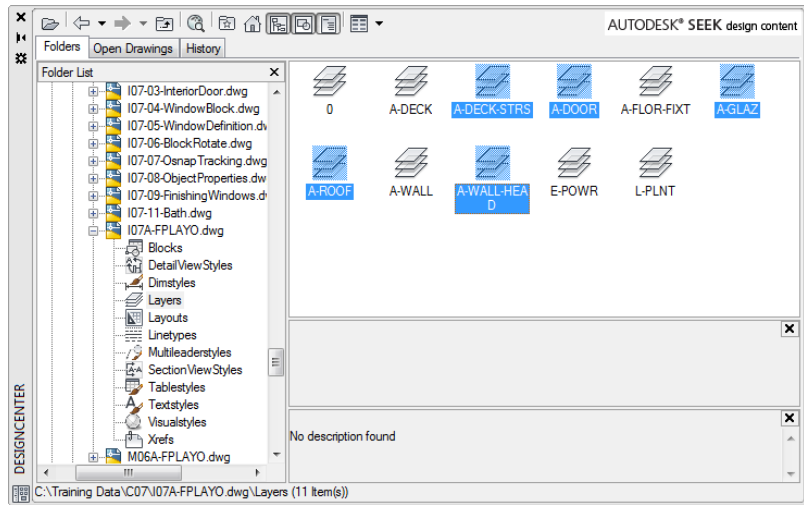 AUTODESK® SEEK design content
Folders Open Drawings History
Folder List
I07-03-InteriorDoor.dwg
I07-04-WindowBlock.dwg
I07-05-WindowDefinition.dw
I07-06-BlockRotate.dwg
I07-07-OsnapTracking.dwg
I07-08-ObjectProperties.dw
I07-09-FinishingWindows.d
I07-11-Bath.dwg
I07A-FPLAYO.dwg
Blocks
DetailViewStyles
Dimstyles
Layers
Layouts
Linetypes
Multileaderstyles
SectionViewStyles
Tablestyles
Textstyles
Visualstyles
Xrefs
M06A-FPLAYO.dwg
0 A-DECK A-DECK-STRS A-DOOR A-FLOR-FIXT A-GLAZ
A-ROOF A-WALL A-WALL-HEA E-POWR L-PLNT
D
No description found
DESIGNCENTER
C:\Training Data\C07\I07A-FPLAYO.dwg\Layers (11 Item(s))